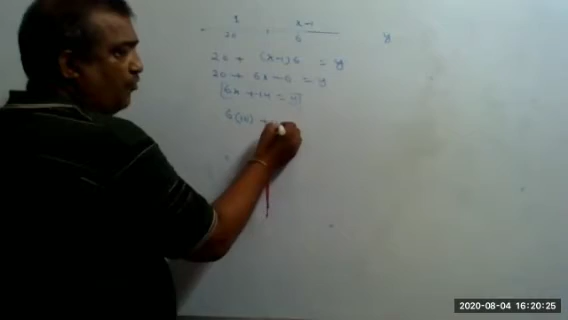 1 x-1
20 , 6 y
20 + (x-1)6 = y
20 + 6x - 6 = y
6x + 14 = y
6(10) +
2020-08-04 16:20:25